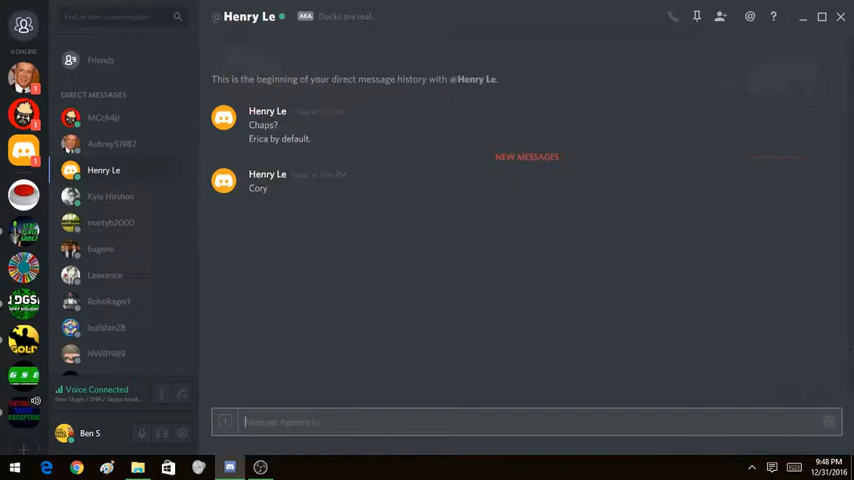 Find or start a conversation
@ Henry Le AKA Ducks are real..
4 ONLINE
Friends
DIRECT MESSAGES
MCch4p
Aubrey51987
Henry Le
Kyle Hirshon
martyb2000
Eugene
Lawrence
RoboRager1
leafsfan28
NWB1989
This is the beginning of your direct message history with @Henry Le.
Henry Le
Chaps?
Erica by default.
NEW MESSAGES
Henry Le
Cory
Voice Connected
Ben S
GOLD
G S E
9:48 PM
12/31/2016